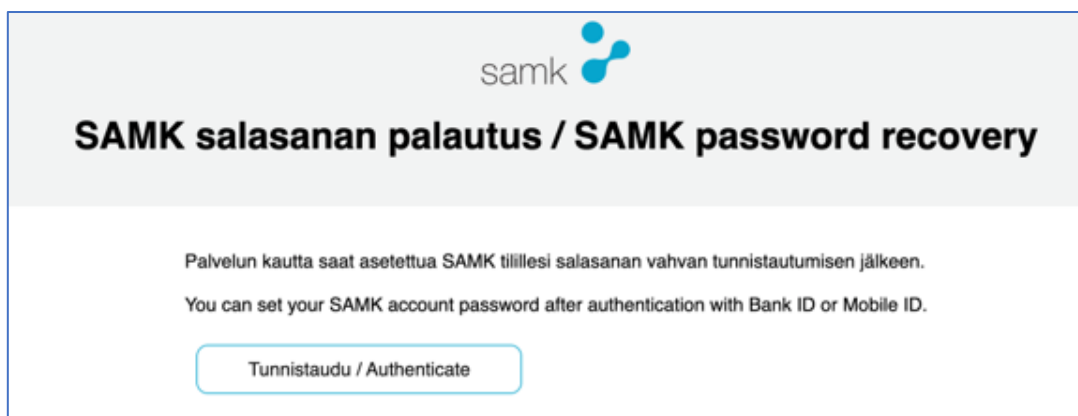 samk
SAMK salasanan palautus / SAMK password recovery
Palvelun kautta saat asetettua SAMK tilillesi salasanan vahvan tunnistautumisen jälkeen.
You can set your SAMK account password after authentication with Bank ID or Mobile ID.
Tunnistaudu / Authenticate